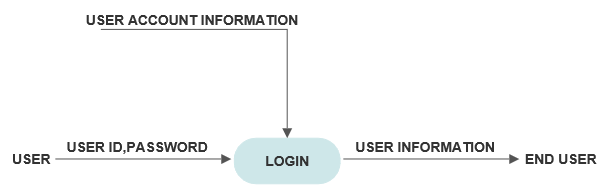 USER ACCOUNT INFORMATION
USER
USER ID,PASSWORD
LOGIN
USER INFORMATION
END USER